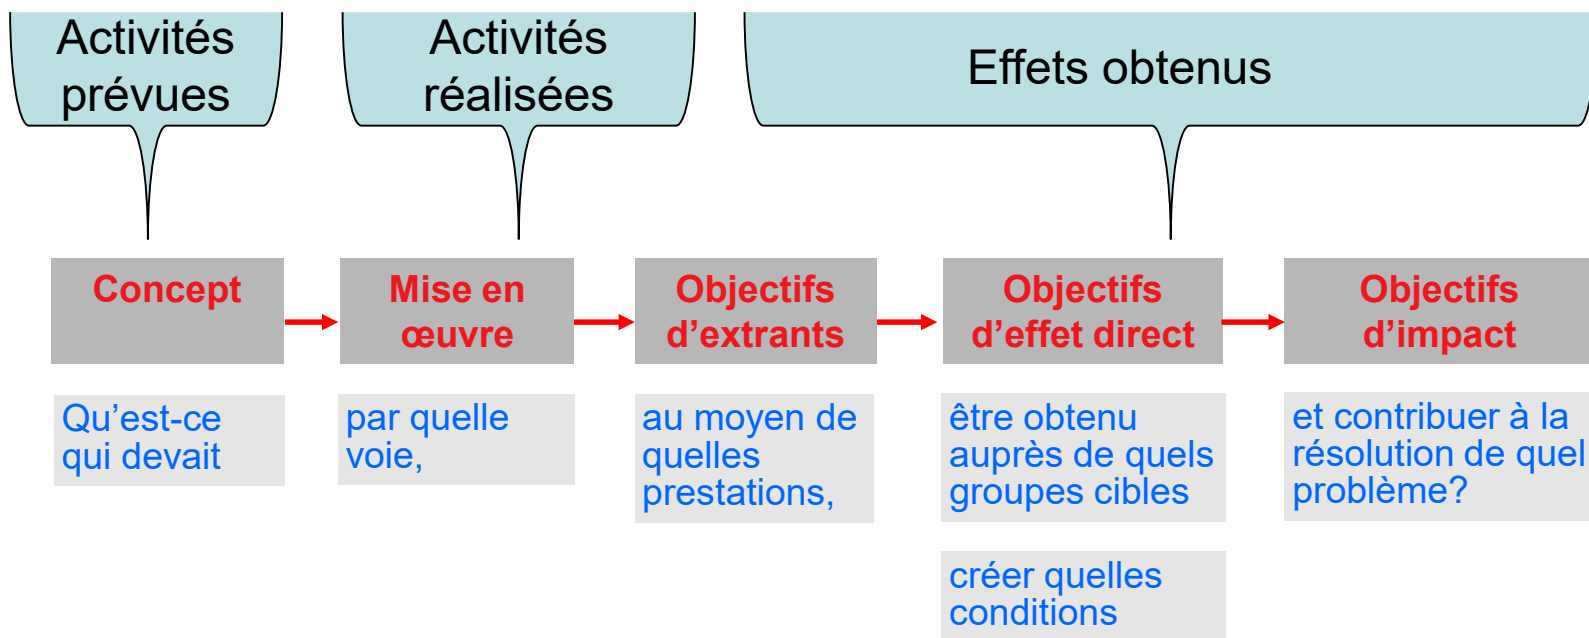 Activités
prévues
Activités
réalisées
Effets obtenus
Concept
Mise en
œuvre
Objectifs
d’extrants
Objectifs
d’effet direct
Objectifs
d’impact
Qu’est-ce
qui devait
par quelle
voie,
au moyen de
quelles
prestations,
être obtenu
auprès de quels
groupes cibles
et contribuer à la
résolution de quel
problème?
créer quelles
conditions